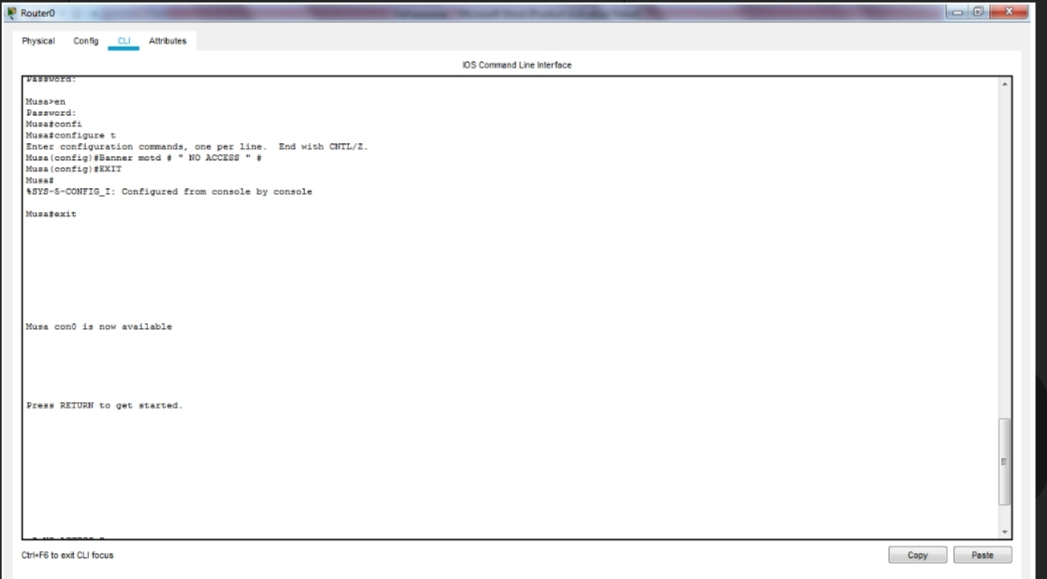 Router0
Physical Config CLI Attributes
IOS Command Line Interface
Password:
Musa>en
Password:
Musa#confi
Musa#configure t
Enter configuration commands, one per line. End with CNTL/Z.
Musa(config)#Banner motd # " NO ACCESS " #
Musa(config)#EXIT
Musa#
%SYS-5-CONFIG_I: Configured from console by console
Musa#exit
Musa con0 is now available
Press RETURN to get started.
" NO ACCESS "
Ctrl+F6 to exit CLI focus
Copy Paste